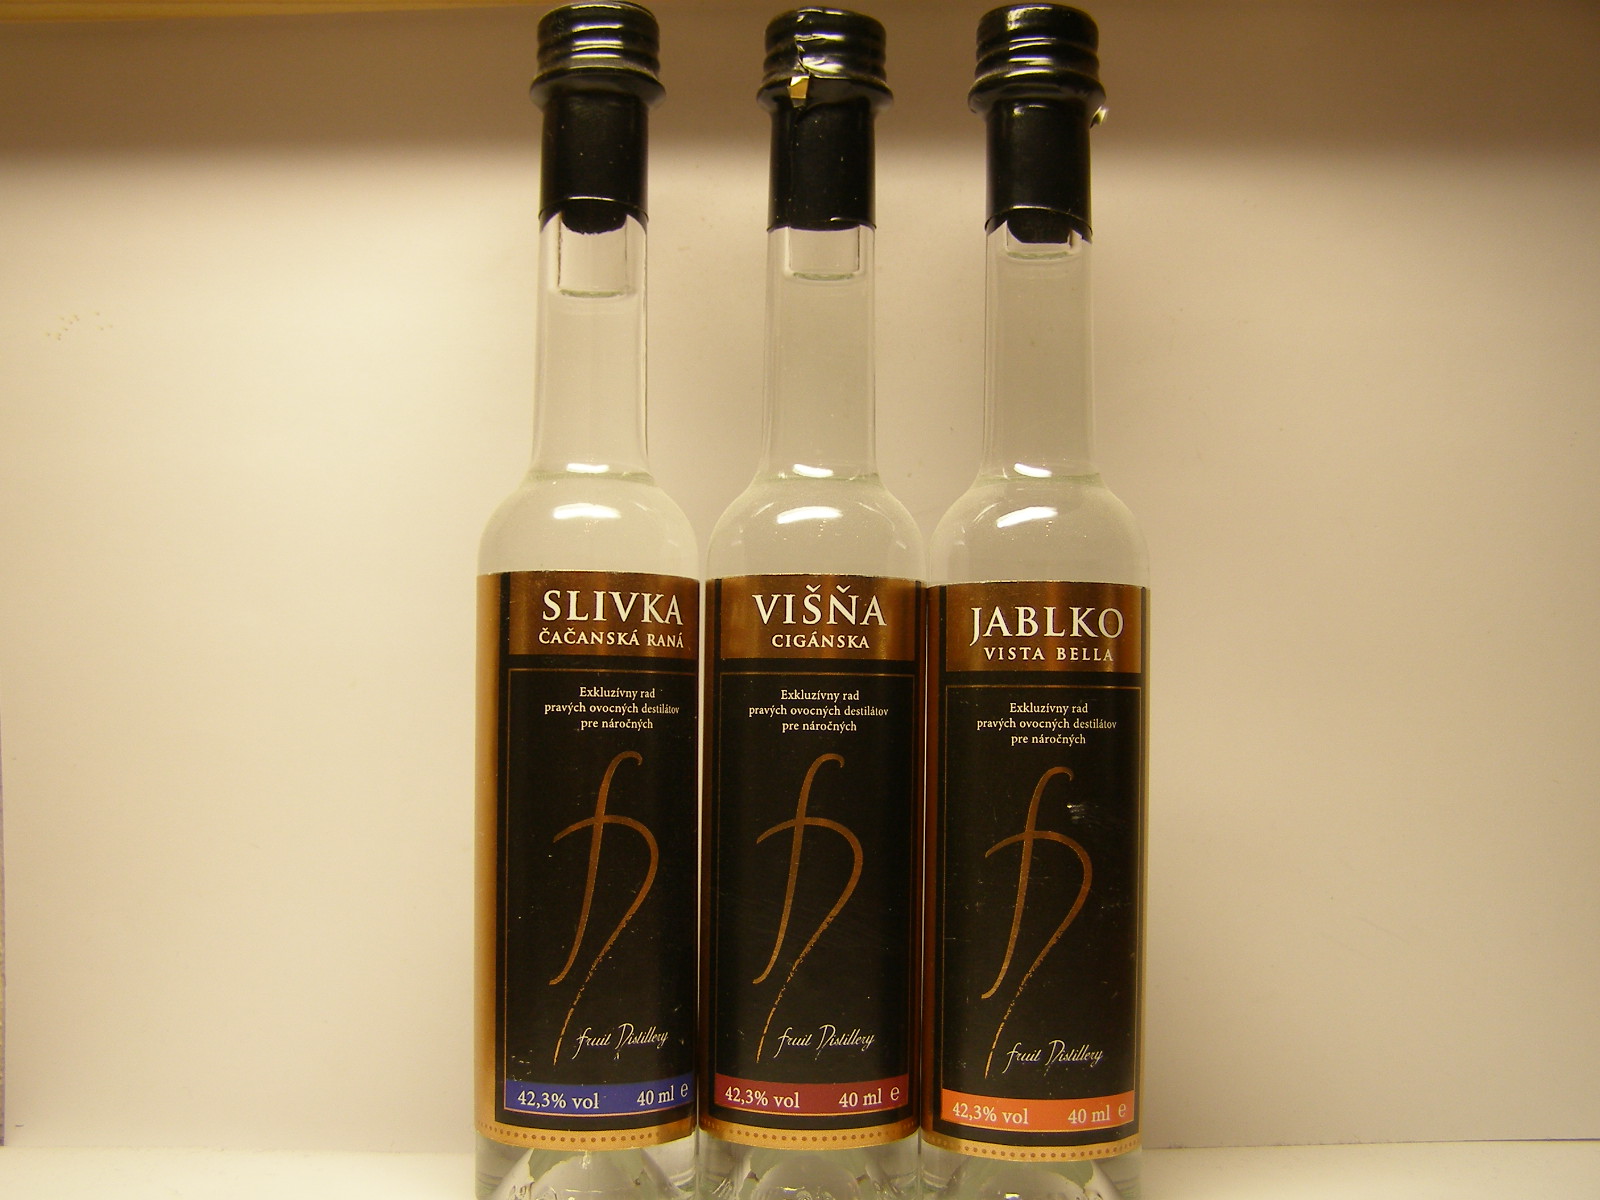 SLIVKA
ČAČANSKÁ RANÁ
Exkluzívny rad
pravých ovocných destilátov
pre náročných
fruit Distillery
42,3% vol 40 ml e
VIŠŇA
CIGÁNSKA
Exkluzívny rad
pravých ovocných destilátov
pre náročných
fruit Distillery
42,3% vol 40 ml e
JABLKO
VISTA BELLA
Exkluzívny rad
pravých ovocných destilátov
pre náročných
fruit Distillery
42,3% vol 40 ml e